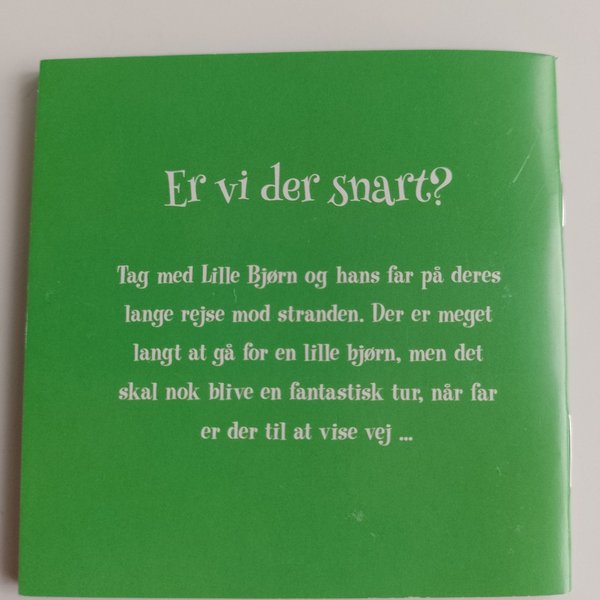 Er vi der snart?
Tag med Lille Bjørn og hans far på deres
lange rejse mod stranden. Der er meget
langt at gå for en lille bjørn, men det
skal nok blive en fantastisk tur, når far
er der til at vise vej ...